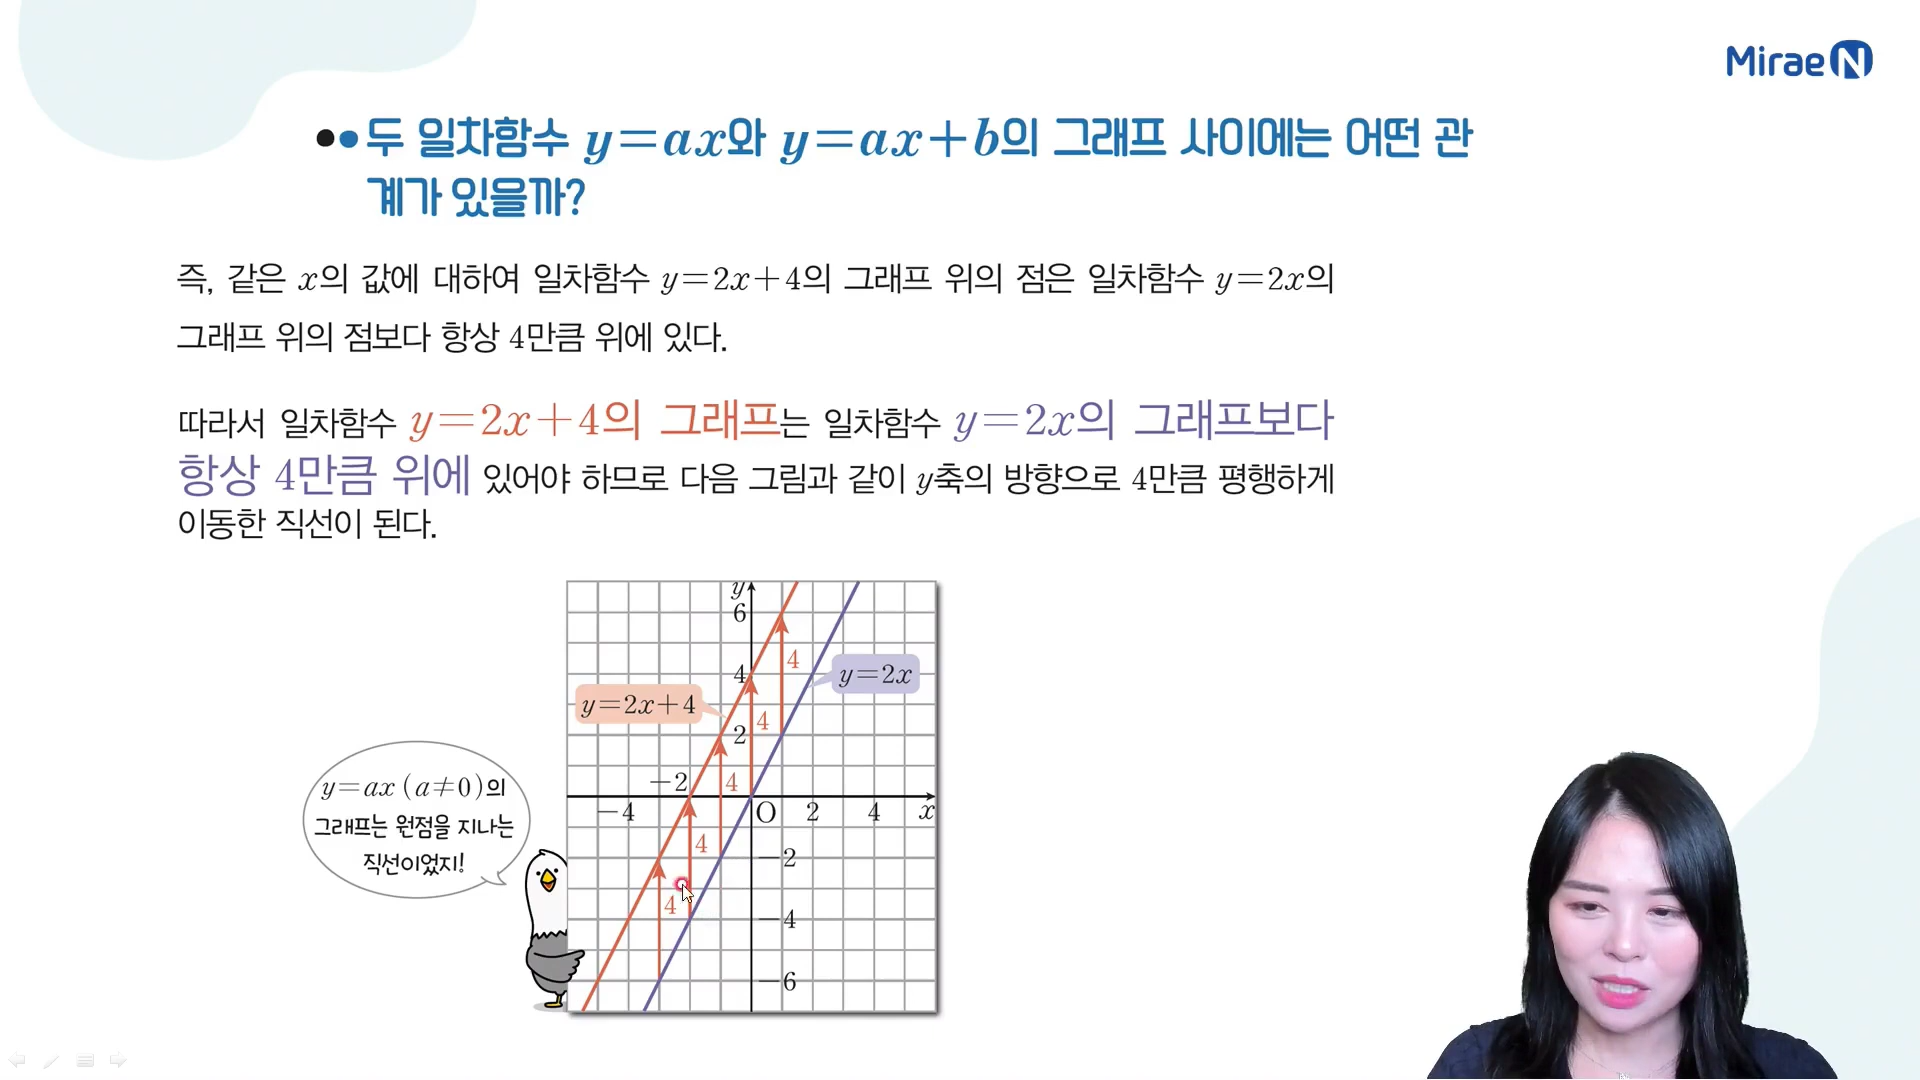 Mirae N
두 일차함수 y=ax와 y=ax+b의 그래프 사이에는 어떤 관
계가 있을까?
즉, 같은 x의 값에 대하여 일차함수 y=2x+4의 그래프 위의 점은 일차함수 y=2x의
그래프 위의 점보다 항상 4만큼 위에 있다.
따라서 일차함수 y=2x+4의 그래프는 일차함수 y=2x의 그래프보다
항상 4만큼 위에 있어야 하므로 다음 그림과 같이 y축의 방향으로 4만큼 평행하게
이동한 직선이 된다.
y
6
4
4
y=2x
y=2x+4
4
2
-2
4
-4
O
2
4
x
4
-2
4
-4
-6
y=ax (a≠0)의
그래프는 원점을 지나는
직선이었지!